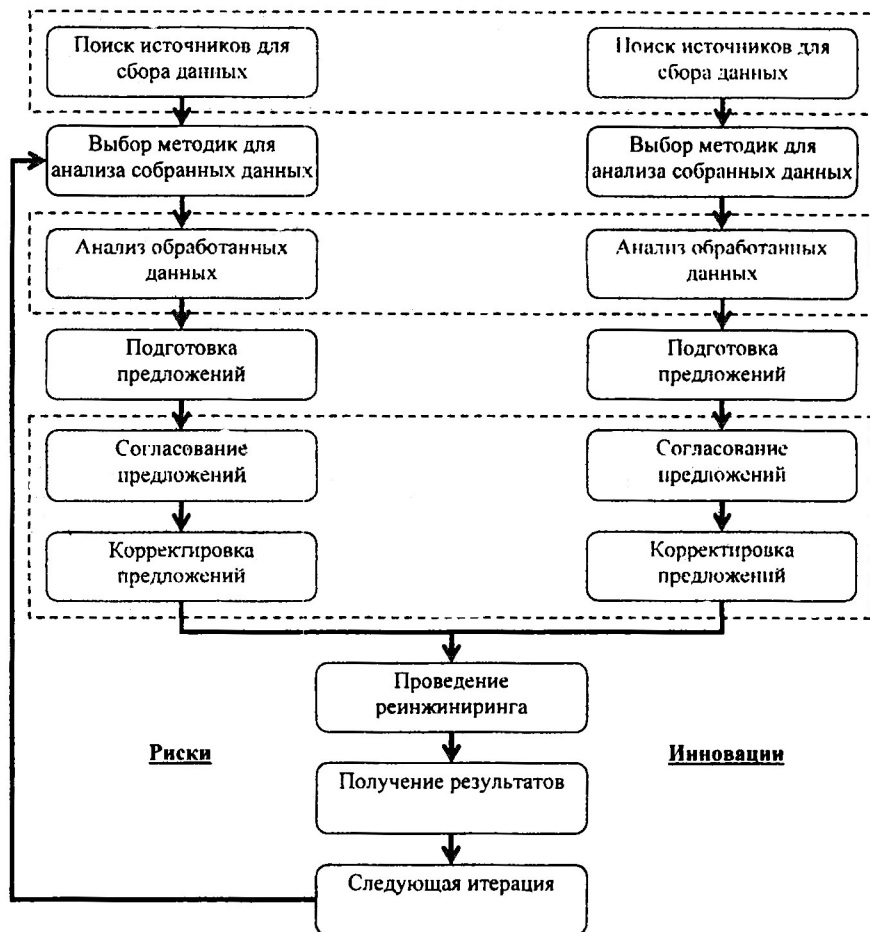 Поиск источников для
сбора данных
Поиск источников для
сбора данных
Выбор методик для
анализа собранных данных
Выбор методик для
анализа собранных данных
Анализ обработанных
данных
Анализ обработанных
данных
Подготовка
предложений
Подготовка
предложений
Согласование
предложений
Согласование
предложений
Корректировка
предложений
Корректировка
предложений
Проведение
реинжиниринга
Риски
Инновации
Получение результатов
Следующая итерация